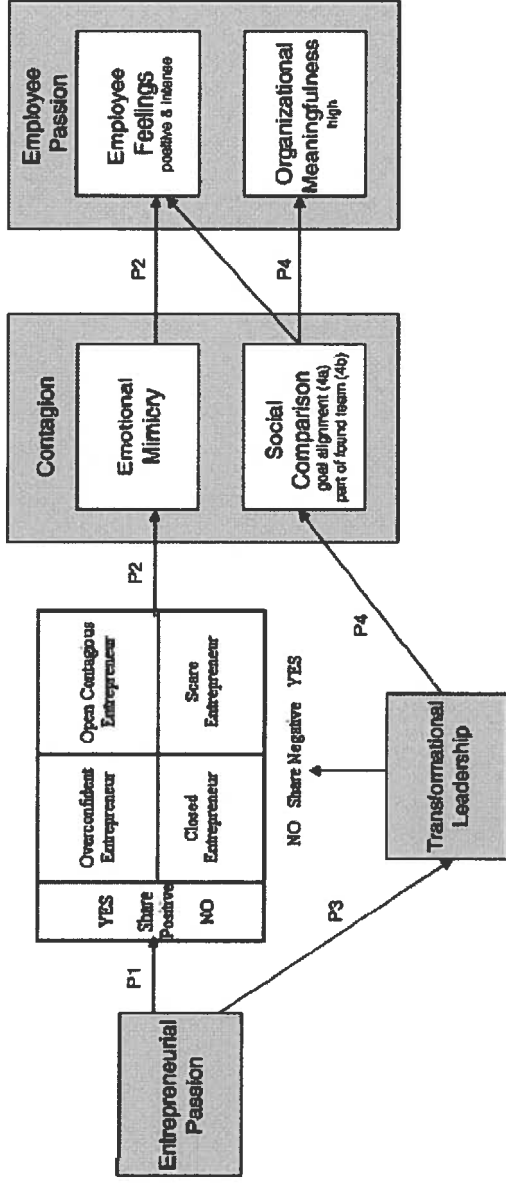 Entrepreneurial
Passion
P1
P3
YES
Share
Positive
NO
Overconfident
Entrepreneur
Open Contagious
Entrepreneur
Closed
Entrepreneur
Scare
Entrepreneur
NO Share Negative YES
Transformational
Leadership
P2
P4
Contagion
Emotional
Mimicry
Social
Comparison
goal alignment (4a)
part of found team (4b)
P2
P4
Employee
Passion
Employee
Feelings
positive & intense
Organizational
Meaningfulness
high